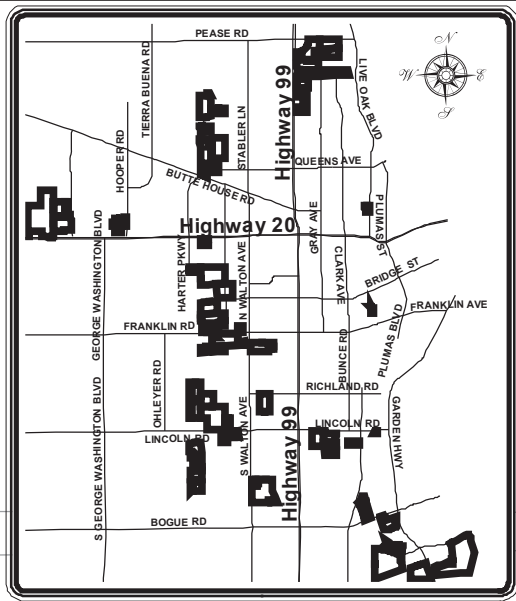 PEASE RD
N
W
E
S
TIERRA BUENA RD
LIVE OAK BLVD
Highway 99
STABLER LN
HOOPER RD
QUEENS AVE
BUTTE HOUSE RD
PLUMAS ST
GRAY AVE
Highway 20
GEORGE WASHINGTON BLVD
HARTER PKWY
N WALTON AVE
CLARK AVE
BRIDGE ST
FRANKLIN AVE
FRANKLIN RD
PLUMAS BLVD
BUNCE RD
OHLEYER RD
RICHLAND RD
S GEORGE WASHINGTON BLVD
S WALTON AVE
GARDEN HWY
LINCOLN RD
LINCOLN RD
Highway 99
BOGUE RD